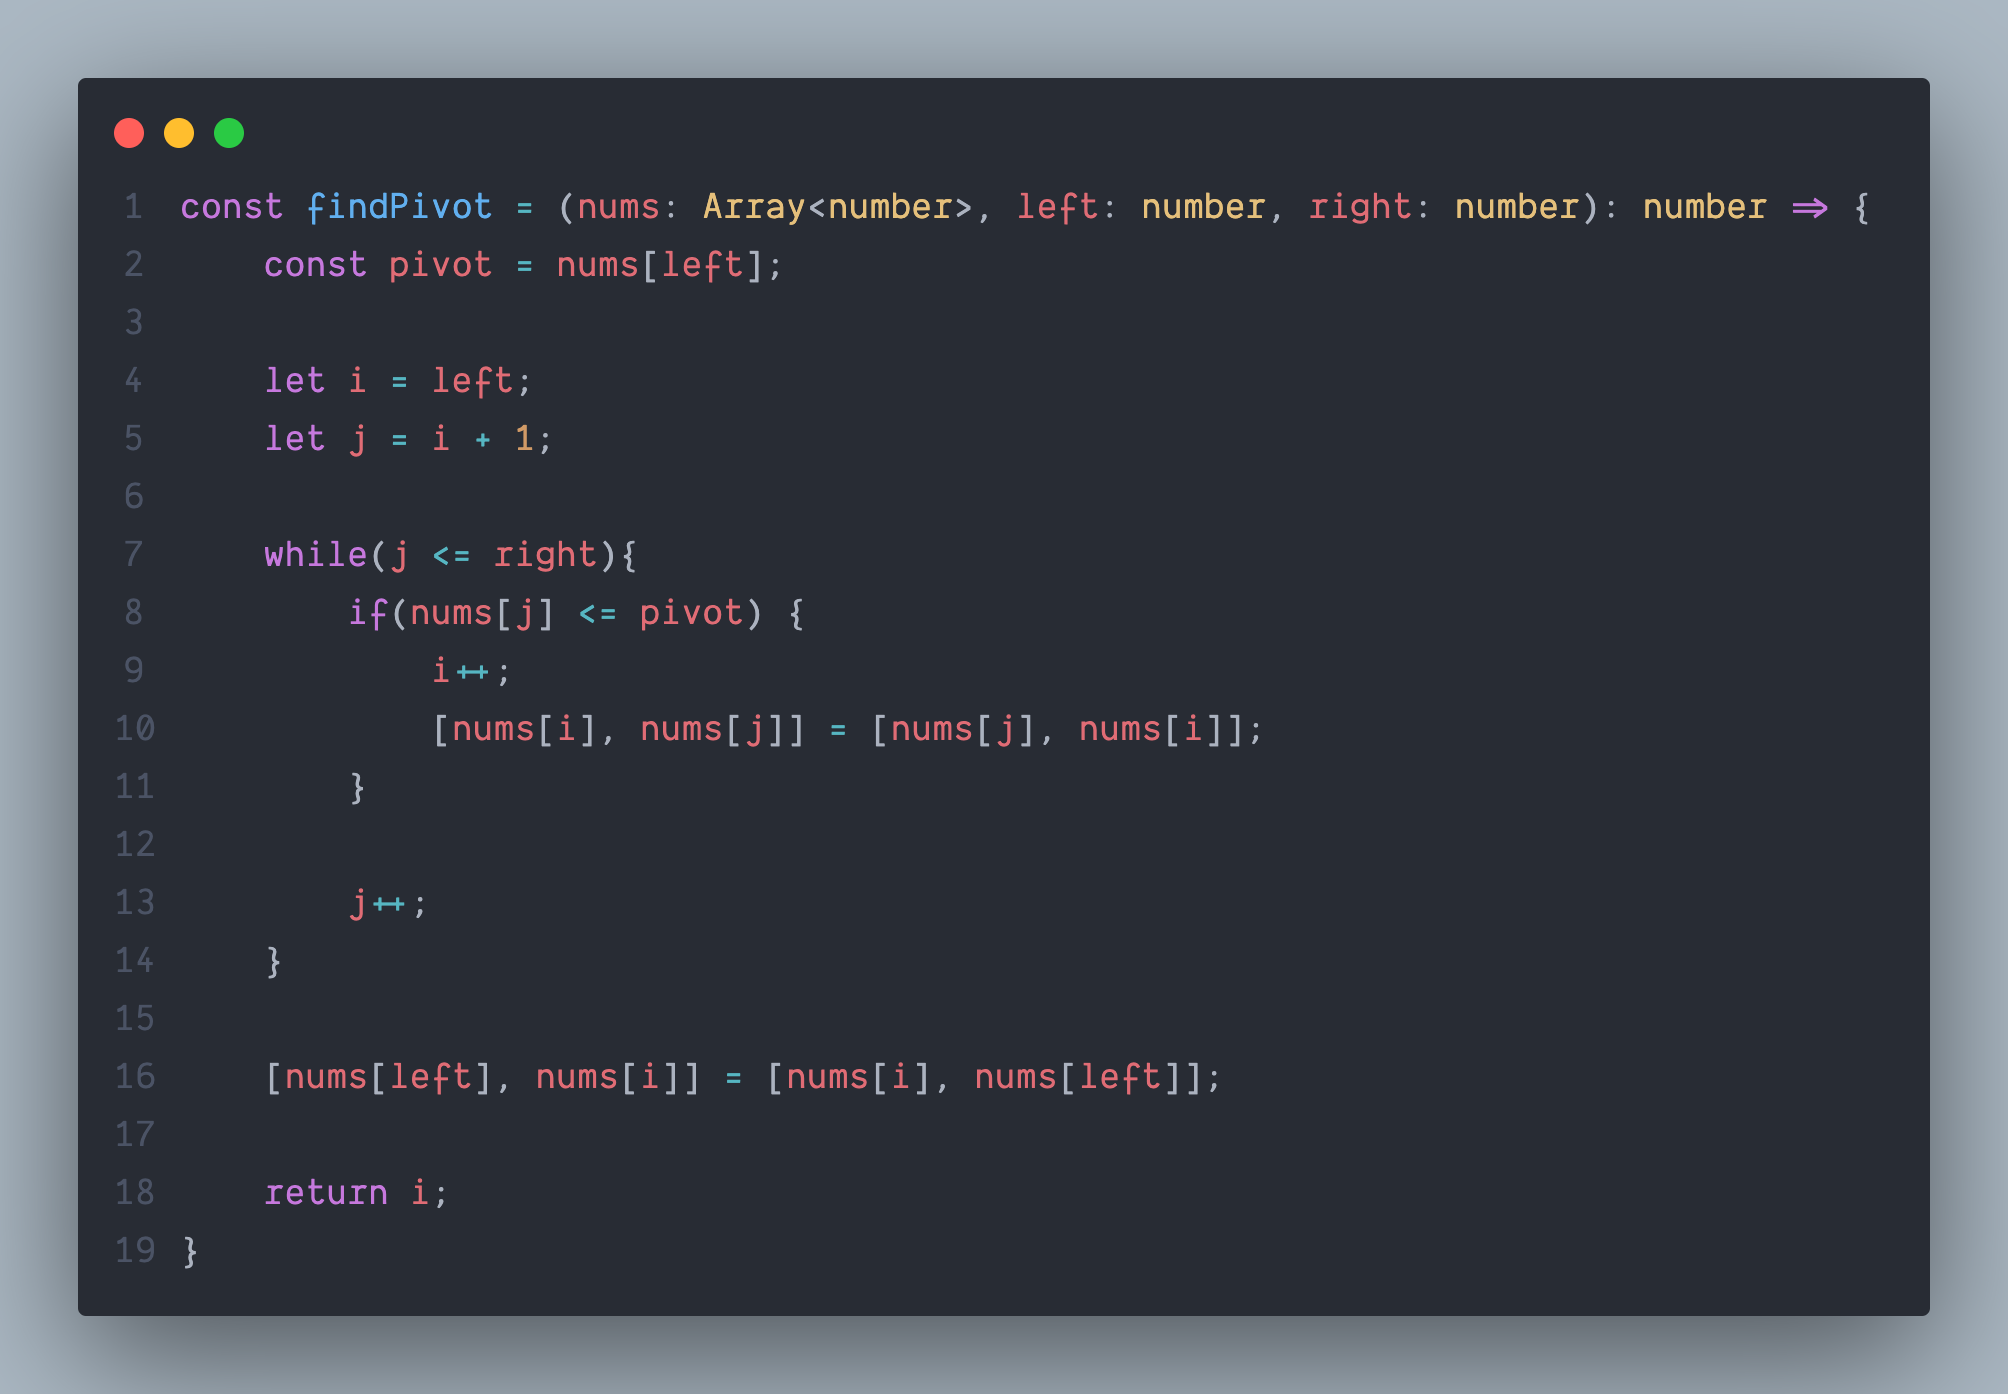 1 const findPivot = (nums: Array<number>, left: number, right: number): number => {
2     const pivot = nums[left];
3
4     let i = left;
5     let j = i + 1;
6
7     while(j <= right){
8         if(nums[j] <= pivot) {
9             i++;
10             [nums[i], nums[j]] = [nums[j], nums[i]];
11         }
12
13         j++;
14     }
15
16     [nums[left], nums[i]] = [nums[i], nums[left]];
17
18     return i;
19 }